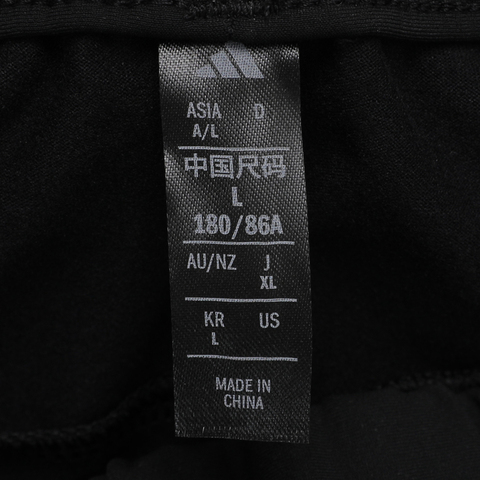 ASIA D
A/L
中国尺码
L
180/86A
AU/NZ J
XL
KR US
L
MADE IN
CHINA